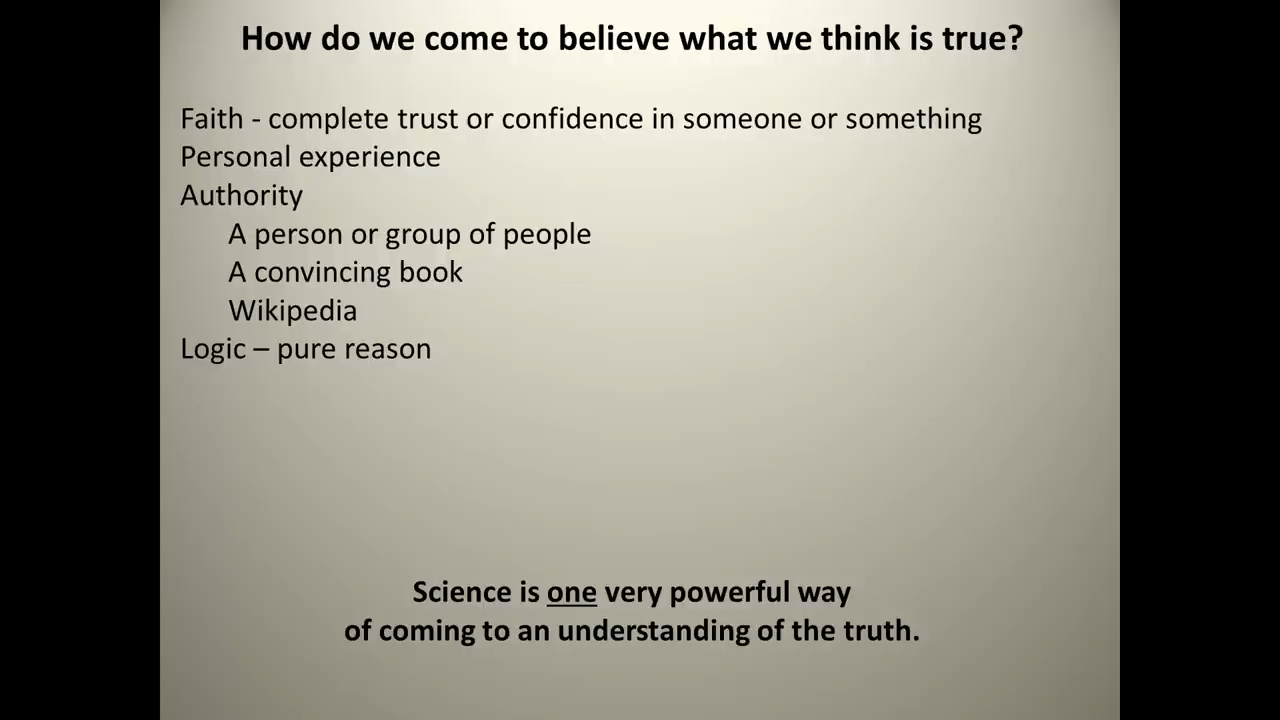 How do we come to believe what we think is true?
Faith - complete trust or confidence in someone or something
Personal experience
Authority
A person or group of people
A convincing book
Wikipedia
Logic – pure reason
Science is one very powerful way
of coming to an understanding of the truth.